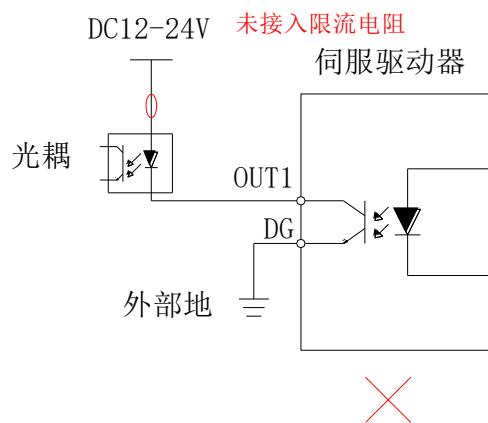 DC12-24V
未接入限流电阻
伺服驱动器
光耦
OUT1
DG
外部地